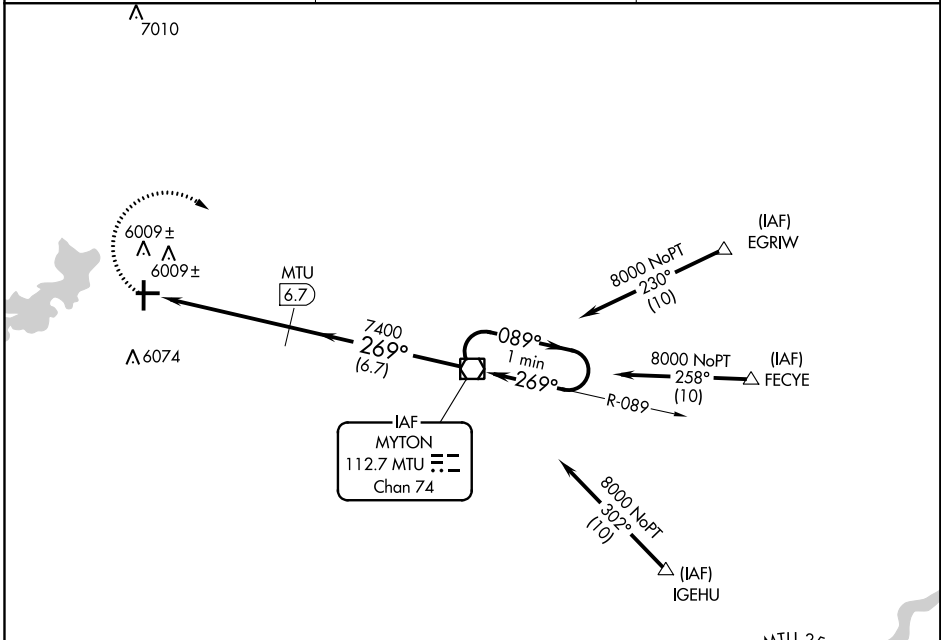 7010
(IAF)
EGRIW
8000 NoPT
230°
(10)
6009±
6009±
MTU
6.7
7400
269°
(6.7)
089°
1 min
269°
6074
8000 NoPT
258°
(10)
(IAF)
FECYE
R-089
IAF
MYTON
112.7 MTU
Chan 74
8000 NoPT
302°
(10)
(IAF)
IGEHU
MTU 25